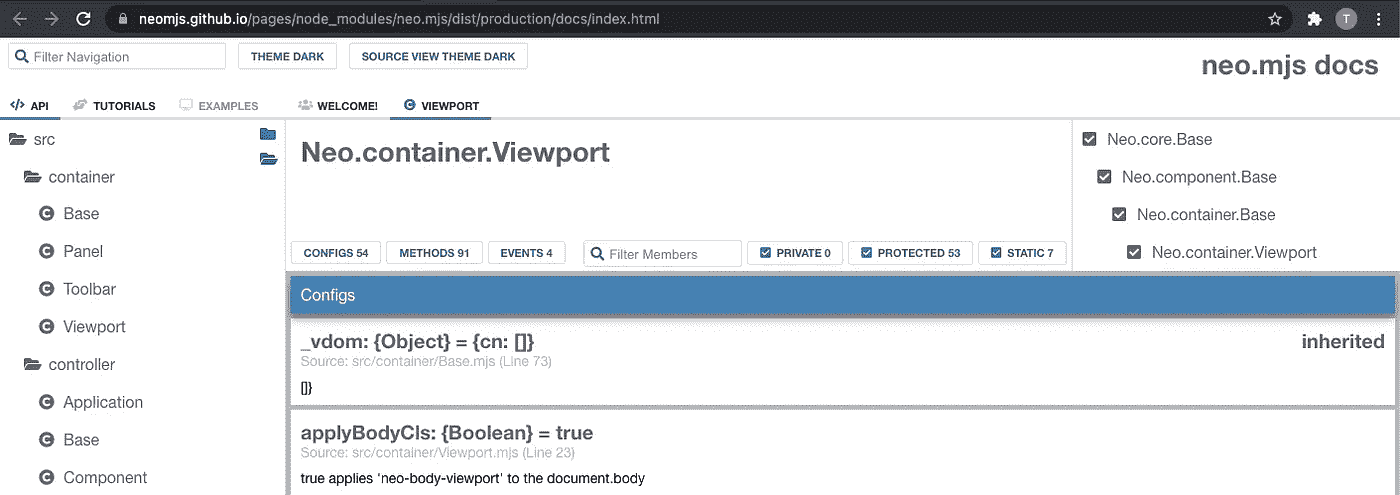 neomjs.github.io/pages/node_modules/neo.mjs/dist/production/docs/index.html
T
Filter Navigation
THEME DARK
SOURCE VIEW THEME DARK
neo.mjs docs
API
TUTORIALS
EXAMPLES
WELCOME!
VIEWPORT
src
container
Base
Panel
Toolbar
Viewport
controller
Application
Base
Component
Neo.container.Viewport
CONFIGS 54
METHODS 91
EVENTS 4
Filter Members
PRIVATE 0
PROTECTED 53
STATIC 7
Neo.core.Base
Neo.component.Base
Neo.container.Base
Neo.container.Viewport
Configs
_vdom: {Object} = {cn: []}
inherited
Source: src/container/Base.mjs (Line 73)
[]}
applyBodyCls: {Boolean} = true
Source: src/container/Viewport.mjs (Line 23)
true applies 'neo-body-viewport' to the document.body